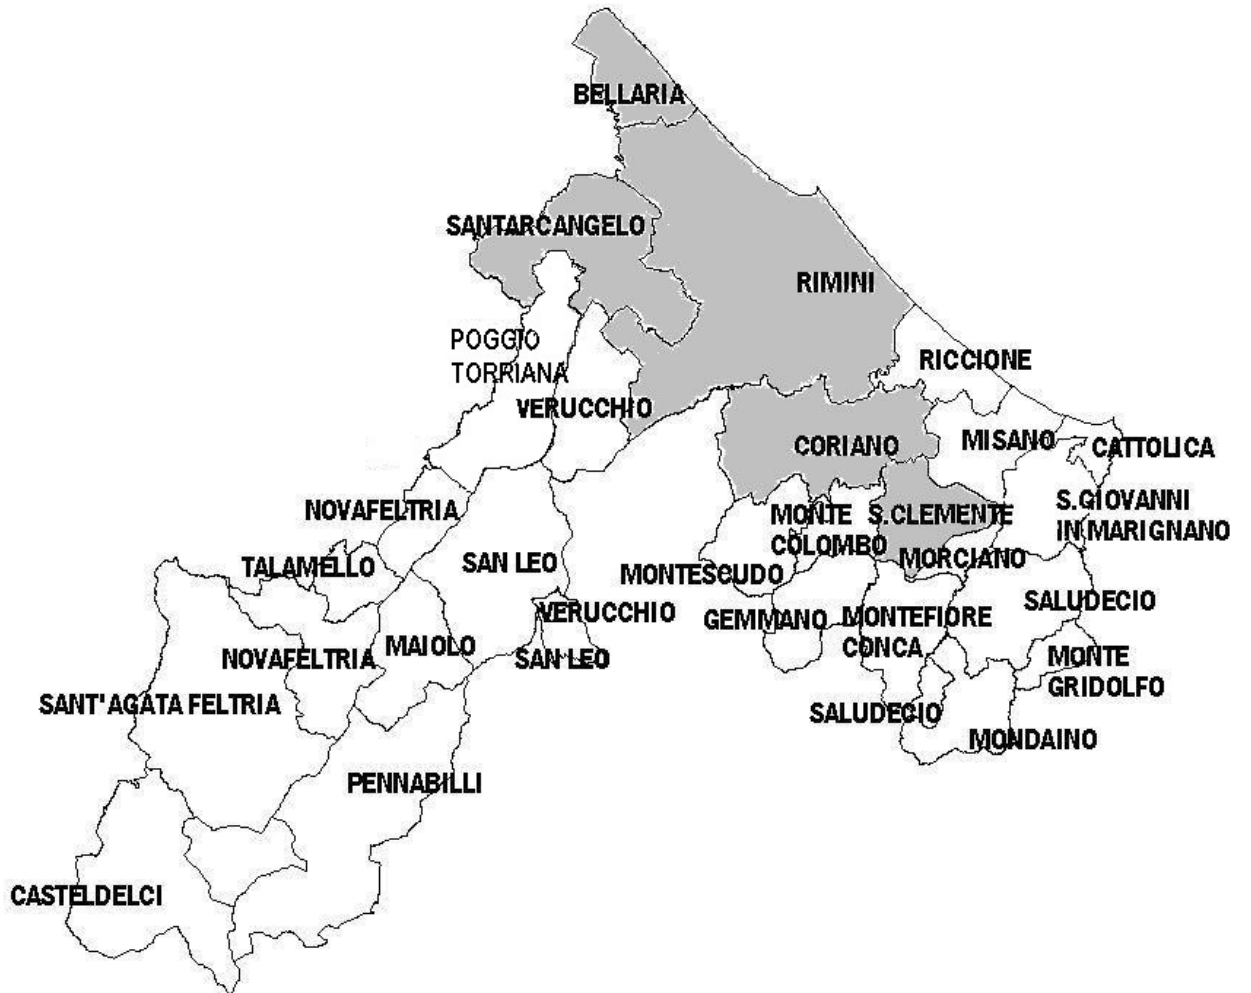 BELLARIA
SANTARCANGELO
RIMINI
POGGIO
TORRIANA
RICCIONE
VERUCCHIO
CORIANO
MISANO
CATTOLICA
NOVAFELTRIA
MONTE
COLOMBO
S.CLEMENTE
S.GIOVANNI
IN MARIGNANO
TALAMELLO
SAN LEO
MONTESCUDO
MORCIANO
VERUCCHIO
GEMMANO
MONTEFIORE
CONCA
SALUDECIO
NOVAFELTRIA
MAIOLO
SAN LEO
MONTE
GRIDOLFO
SANT'AGATA FELTRIA
SALUDECIO
MONDAINO
PENNABILLI
CASTELDELCI